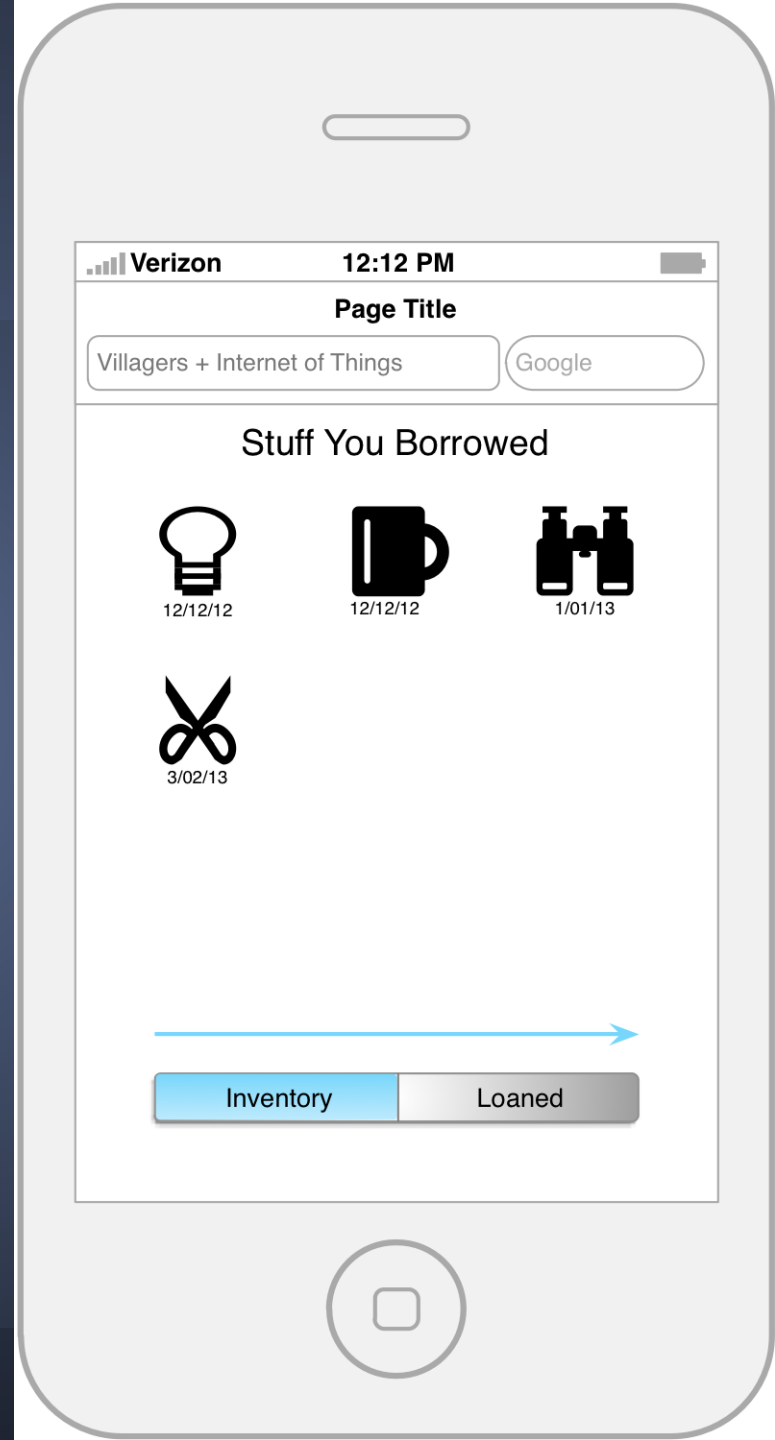 Verizon 12:12 PM
Page Title
Villagers + Internet of Things Google
Stuff You Borrowed
12/12/12 12/12/12 1/01/13
3/02/13
Inventory Loaned